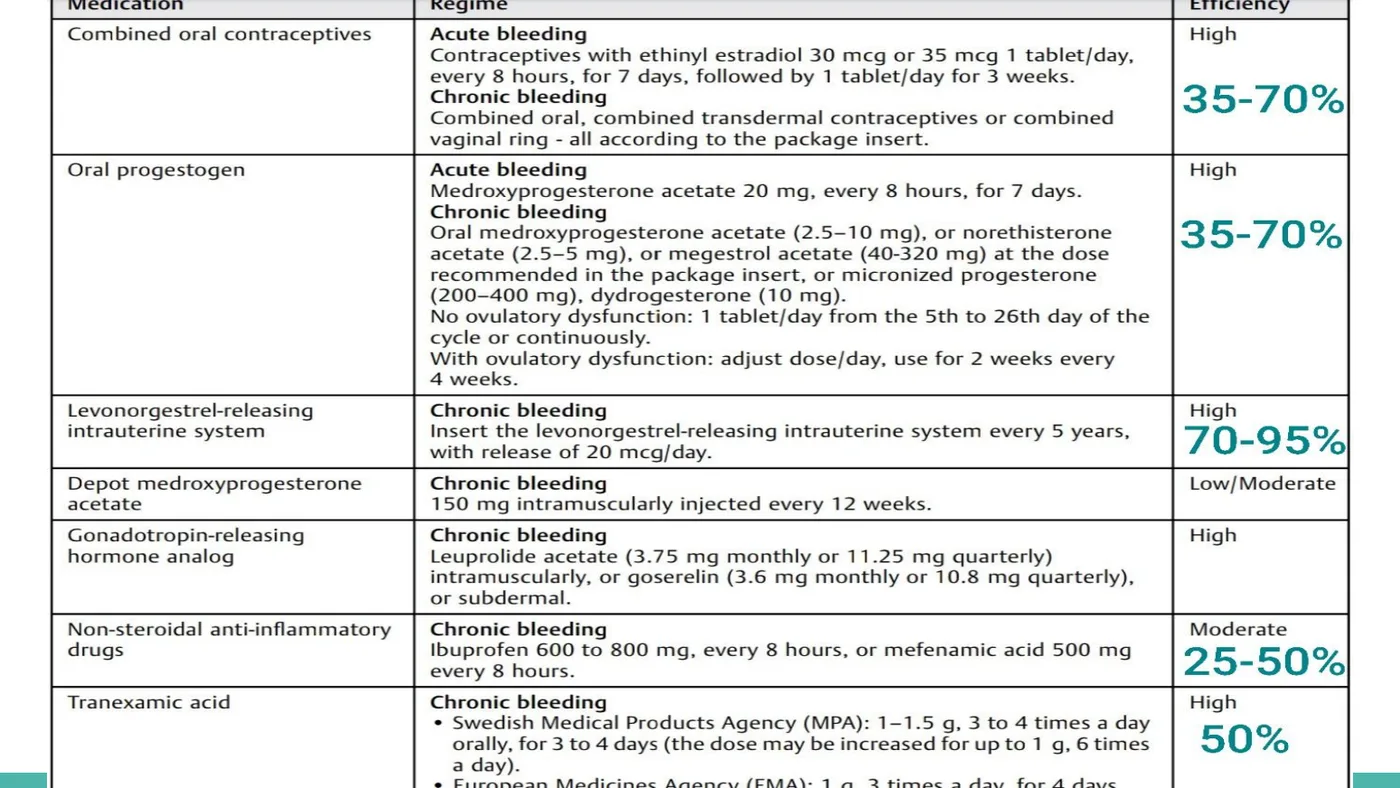 Medication Regime Efficiency
Combined oral contraceptives
Acute bleeding
Contraceptives with ethinyl estradiol 30 mcg or 35 mcg 1 tablet/day,
every 8 hours, for 7 days, followed by 1 tablet/day for 3 weeks.
Chronic bleeding
Combined oral, combined transdermal contraceptives or combined
vaginal ring - all according to the package insert.
High
35-70%
Oral progestogen
Acute bleeding
Medroxyprogesterone acetate 20 mg, every 8 hours, for 7 days.
Chronic bleeding
Oral medroxyprogesterone acetate (2.5–10 mg), or norethisterone
acetate (2.5–5 mg), or megestrol acetate (40-320 mg) at the dose
recommended in the package insert, or micronized progesterone
(200–400 mg), dydrogesterone (10 mg).
No ovulatory dysfunction: 1 tablet/day from the 5th to 26th day of the
cycle or continuously.
With ovulatory dysfunction: adjust dose/day, use for 2 weeks every
4 weeks.
High
35-70%
Levonorgestrel-releasing
intrauterine system
Chronic bleeding
Insert the levonorgestrel-releasing intrauterine system every 5 years,
with release of 20 mcg/day.
High
70-95%
Depot medroxyprogesterone
acetate
Chronic bleeding
150 mg intramuscularly injected every 12 weeks.
Low/Moderate
Gonadotropin-releasing
hormone analog
Chronic bleeding
Leuprolide acetate (3.75 mg monthly or 11.25 mg quarterly)
intramuscularly, or goserelin (3.6 mg monthly or 10.8 mg quarterly),
or subdermal.
High
Non-steroidal anti-inflammatory
drugs
Chronic bleeding
Ibuprofen 600 to 800 mg, every 8 hours, or mefenamic acid 500 mg
every 8 hours.
Moderate
25-50%
Tranexamic acid
Chronic bleeding
• Swedish Medical Products Agency (MPA): 1–1.5 g, 3 to 4 times a day
orally, for 3 to 4 days (the dose may be increased for up to 1 g, 6 times
a day).
• European Medicines Agency (EMA): 1 g, 3 times a day, for 4 days
High
50%